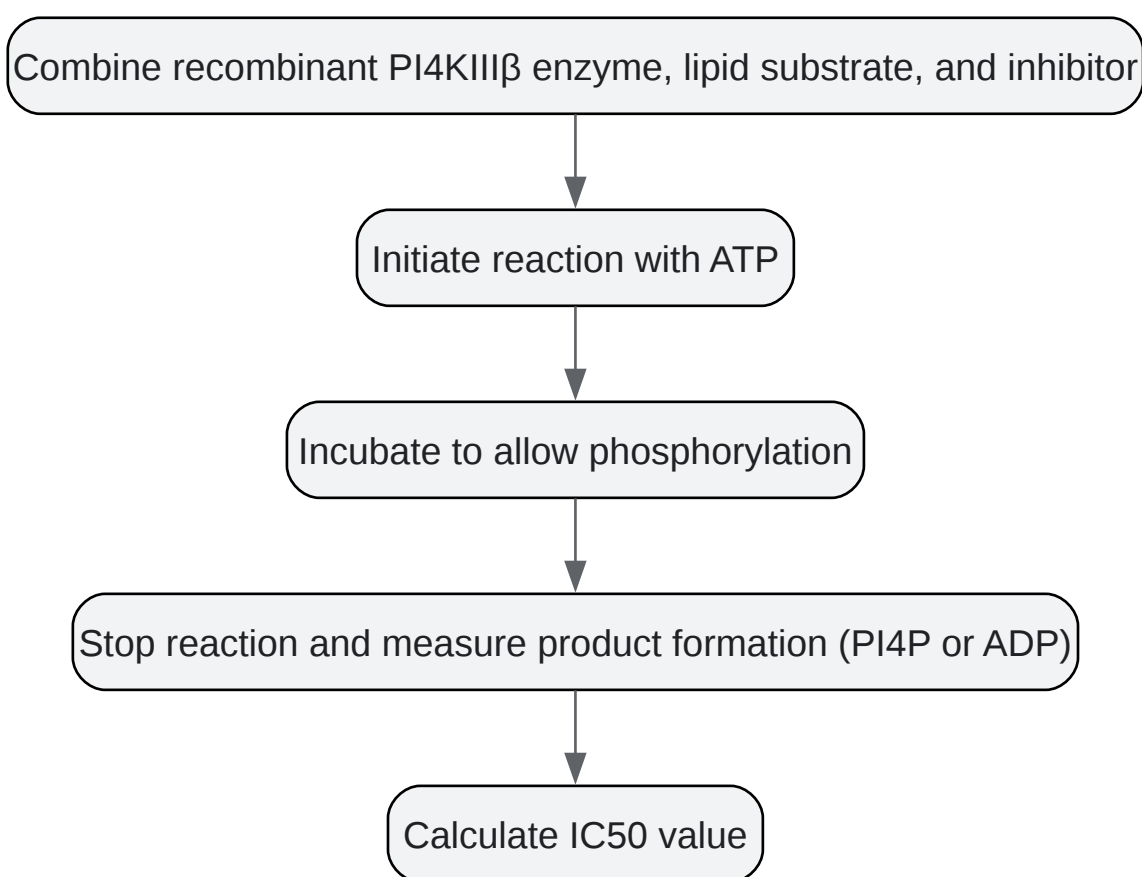 Combine recombinant PI4KIIIβ enzyme, lipid substrate, and inhibitor
Initiate reaction with ATP
Incubate to allow phosphorylation
Stop reaction and measure product formation (PI4P or ADP)
Calculate IC50 value